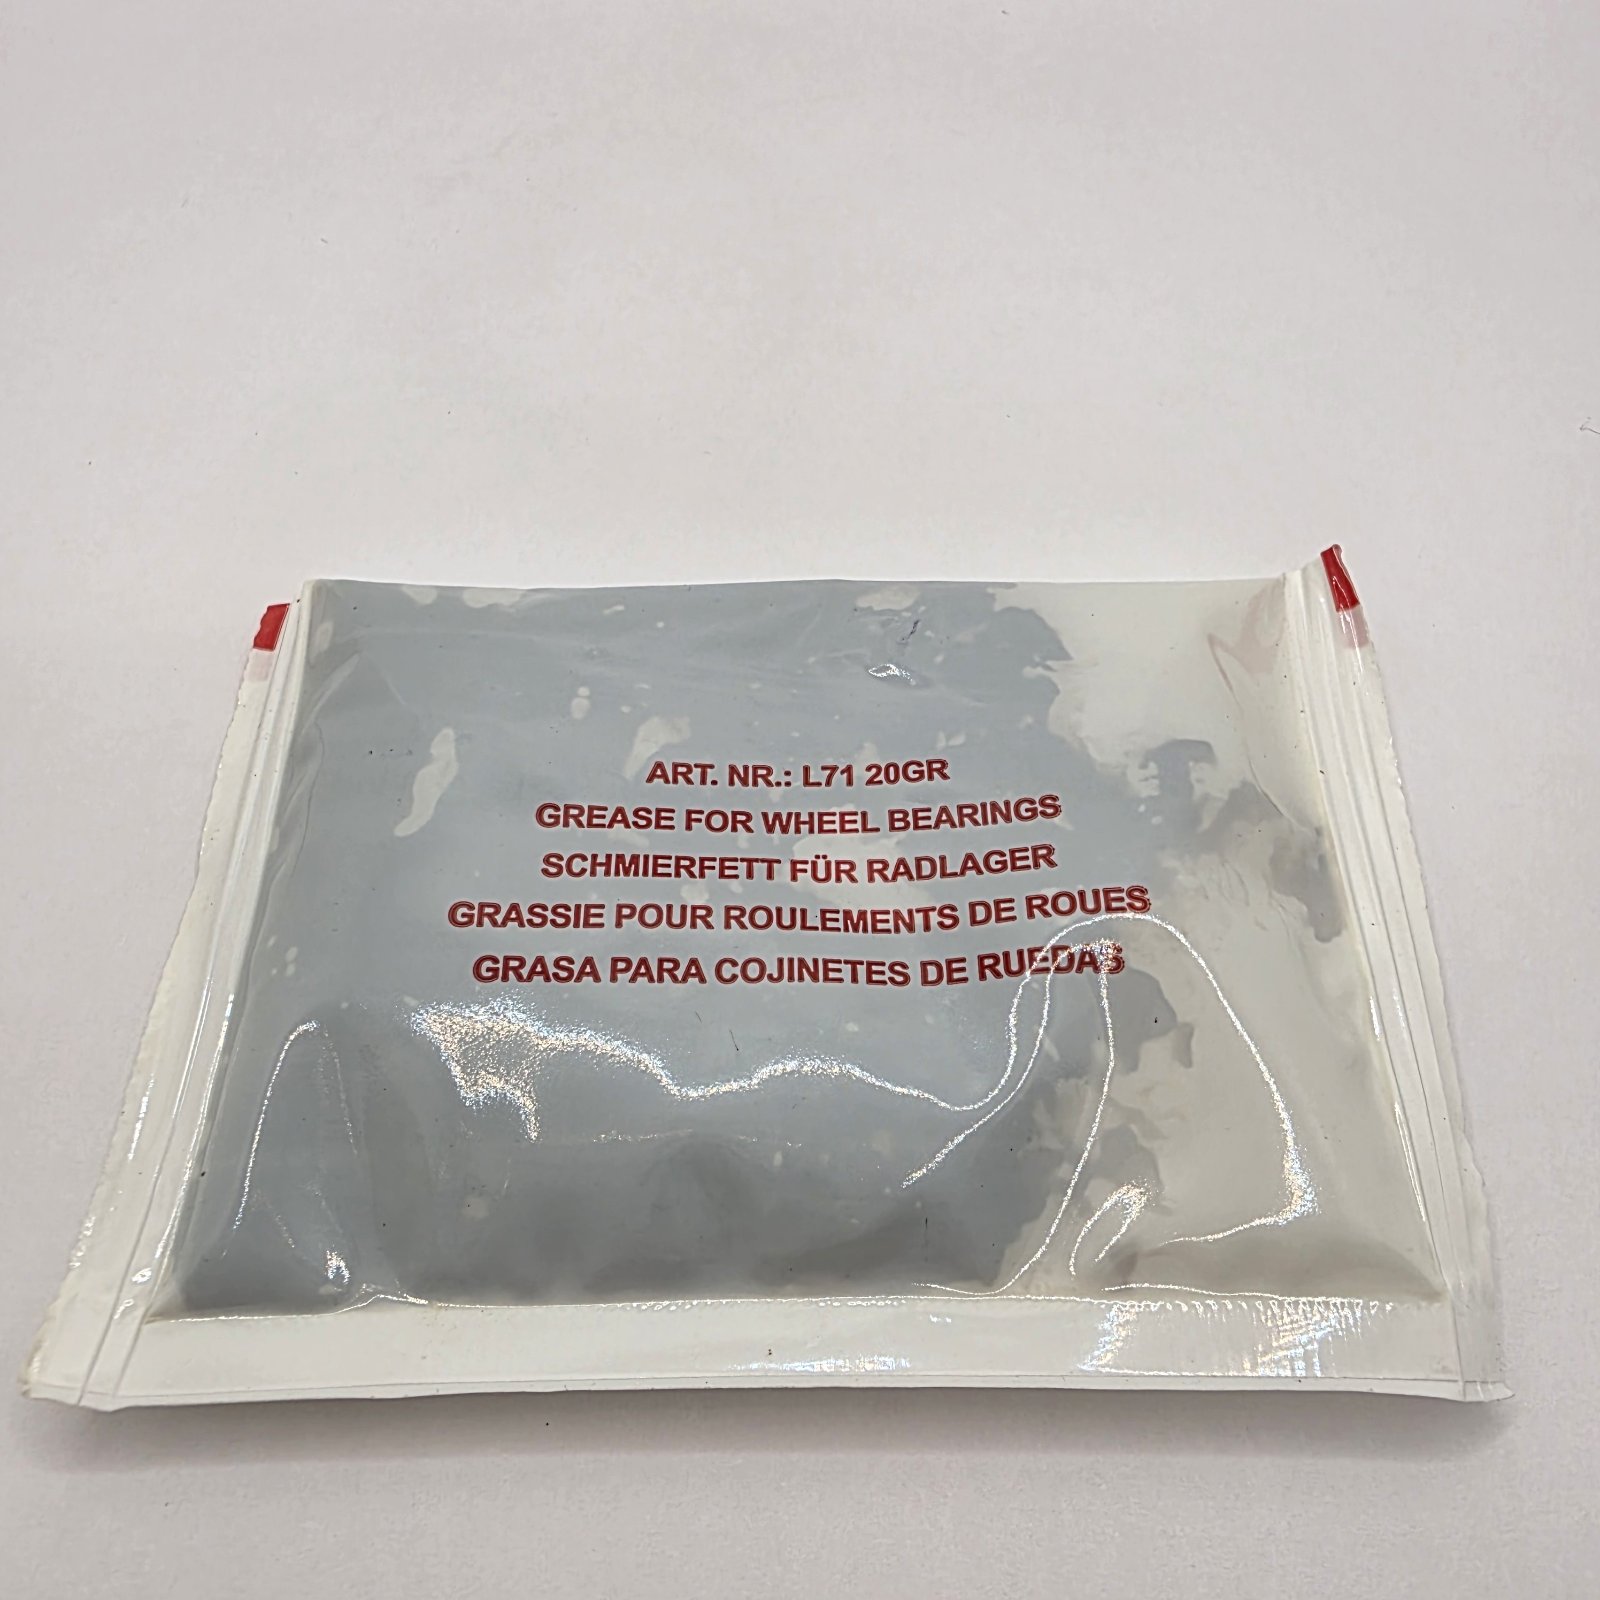 ART. NR.: L71 20GR
GREASE FOR WHEEL BEARINGS
SCHMIERFETT FÜR RADLAGER
GRASSIE POUR ROULEMENTS DE ROUES
GRASA PARA COJINETES DE RUEDAS